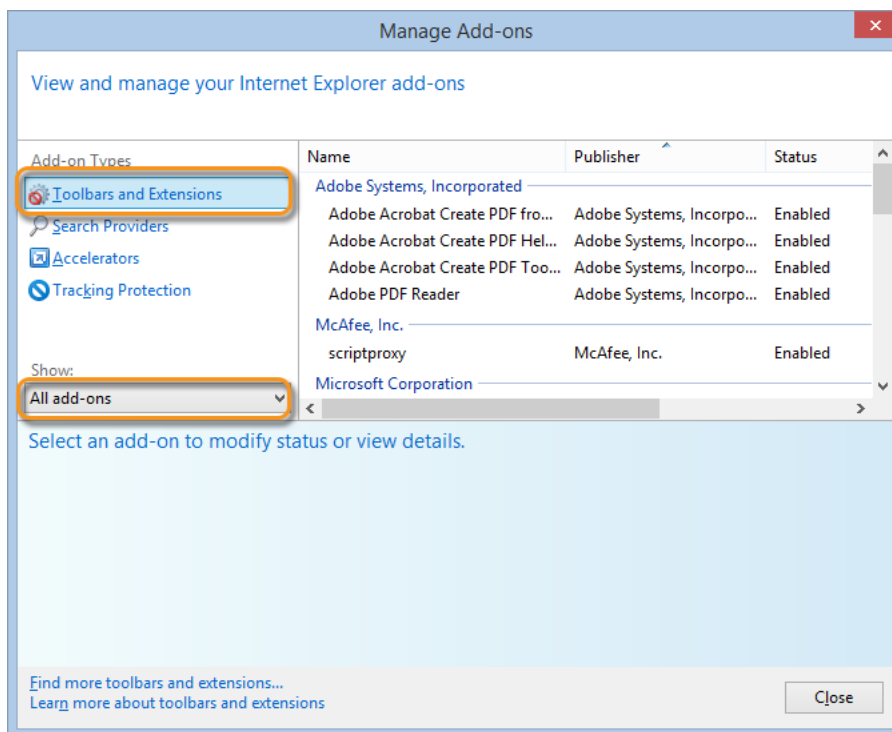 Manage Add-ons
View and manage your Internet Explorer add-ons
Add-on Types
Toolbars and Extensions
Search Providers
Accelerators
Tracking Protection
Show:
All add-ons
Name Publisher Status
Adobe Systems, Incorporated
Adobe Acrobat Create PDF fro... Adobe Systems, Incorpo... Enabled
Adobe Acrobat Create PDF Hel... Adobe Systems, Incorpo... Enabled
Adobe Acrobat Create PDF Too... Adobe Systems, Incorpo... Enabled
Adobe PDF Reader Adobe Systems, Incorpo... Enabled
McAfee, Inc.
scriptproxy McAfee, Inc. Enabled
Microsoft Corporation
Select an add-on to modify status or view details.
Find more toolbars and extensions...
Learn more about toolbars and extensions
Close